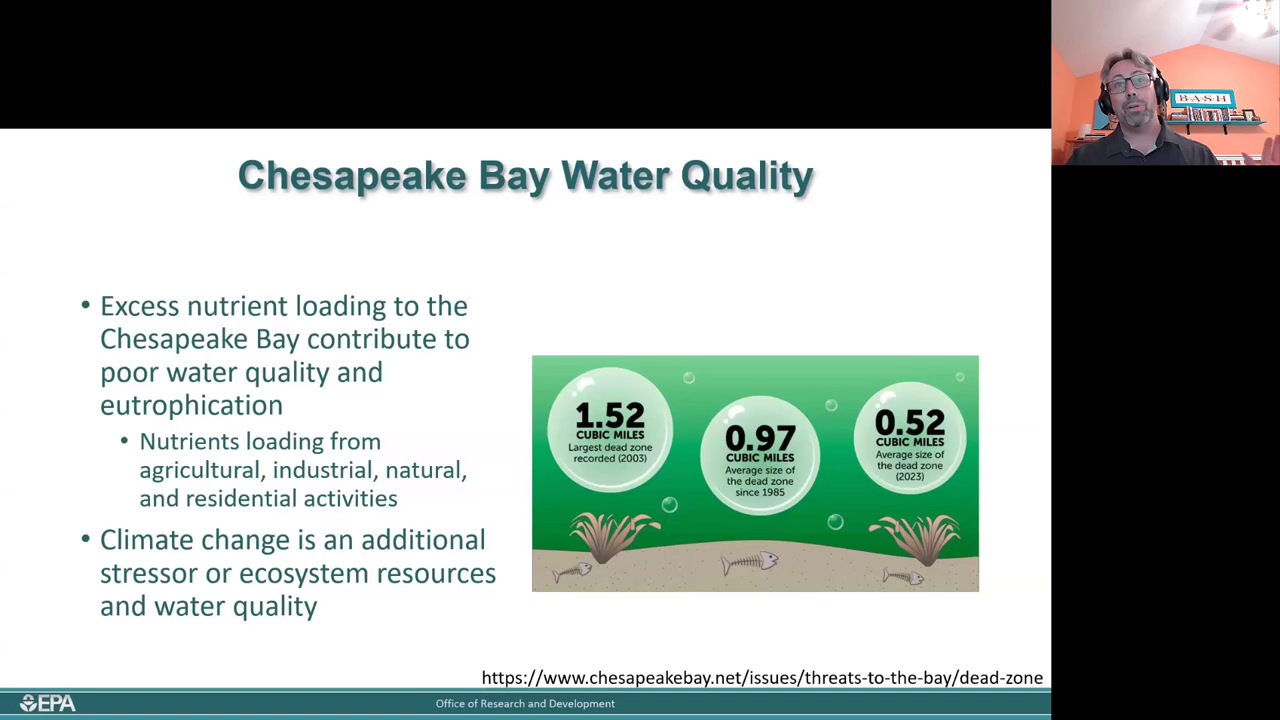 BASH
Chesapeake Bay Water Quality
• Excess nutrient loading to the
Chesapeake Bay contribute to
poor water quality and
eutrophication
• Nutrients loading from
agricultural, industrial, natural,
and residential activities
• Climate change is an additional
stressor or ecosystem resources
and water quality
1.52
CUBIC MILES
Largest dead zone
recorded (2003)
0.97
CUBIC MILES
Average size of
the dead zone
since 1985
0.52
CUBIC MILES
Average size of
the dead zone
(2023)
https://www.chesapeakebay.net/issues/threats-to-the-bay/dead-zone
EPA
Office of Research and Development